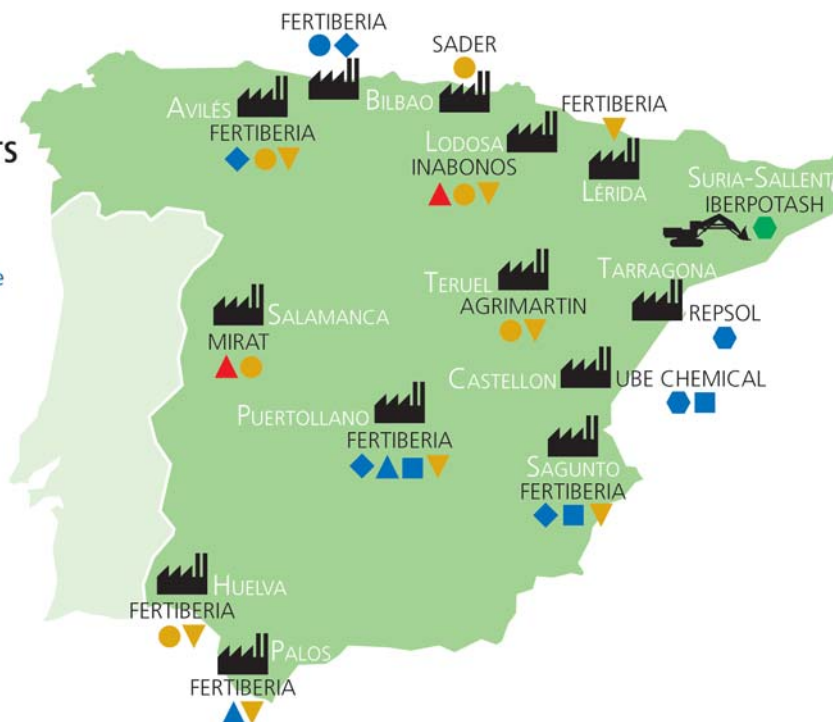 FERTIBERIA
SADER
AVILÉS
FERTIBERIA
BILBAO
FERTIBERIA
LODOSA
INABONOS
LÉRIDA
SURIA-SALLENT
IBERPOTASH
TERUEL
AGRIMARTIN
TARRAGONA
REPSOL
SALAMANCA
MIRAT
CASTELLON
UBE CHEMICAL
PUERTOLLANO
FERTIBERIA
SAGUNTO
FERTIBERIA
HUELVA
FERTIBERIA
PALOS
FERTIBERIA